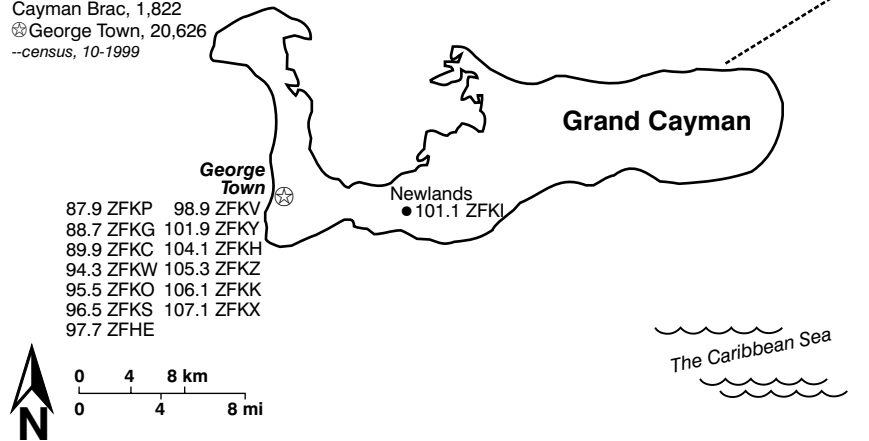 Cayman Brac, 1,822
George Town, 20,626
--census, 10-1999
Grand Cayman
George
Town
Newlands
101.1 ZFKI
87.9 ZFKP 98.9 ZFKV
88.7 ZFKG 101.9 ZFKY
89.9 ZFKC 104.1 ZFKH
94.3 ZFKW 105.3 ZFKZ
95.5 ZFKO 106.1 ZFKK
96.5 ZFKS 107.1 ZFKX
97.7 ZFHE
The Caribbean Sea
0 4 8 km
0 4 8 mi
N